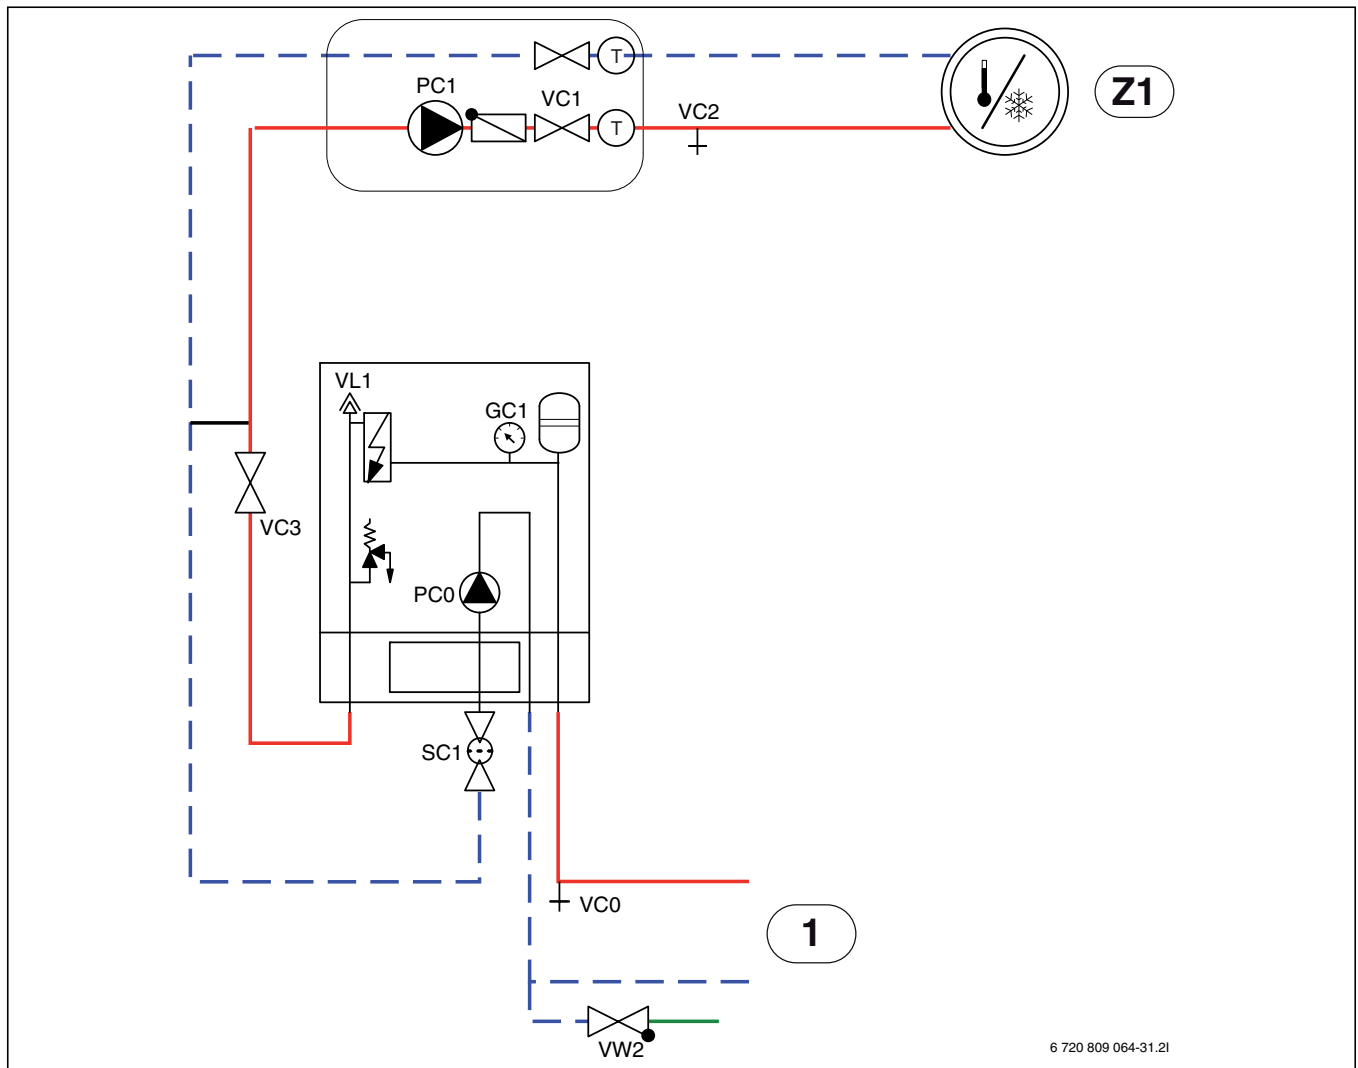 T
PC1
VC1
T
VC2
Z1
VL1
GC1
VC3
PC0
SC1
VC0
1
VW2
6 720 809 064-31.2I